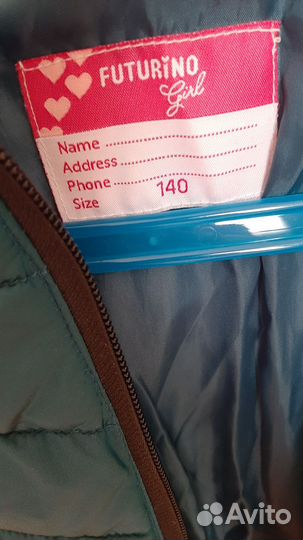 FUTURiNO
Girl
Name ....................
Address ....................
Phone ....................
Size 140
Avito